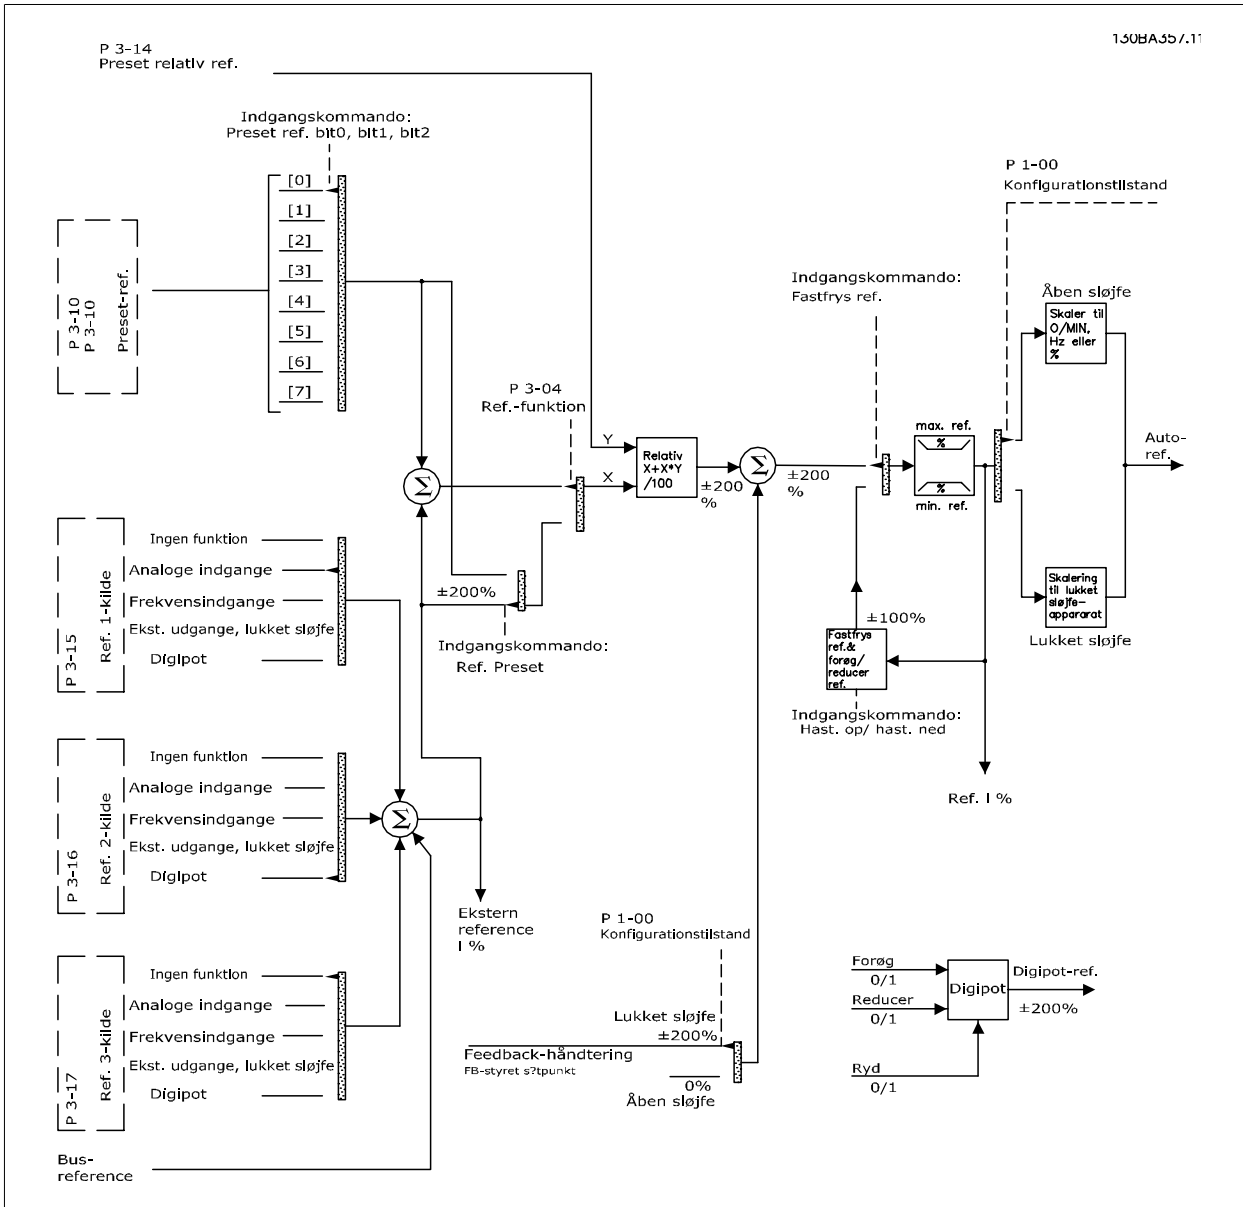 130BA357.11
P 3-14
Preset relativ ref.
Indgangskommando:
Preset ref. bit0, bit1, bit2
[0]
[1]
[2]
[3]
[4]
[5]
[6]
[7]
P 3-10
P 3-10
Preset-ref.
P 1-00
Konfigurationstilstand
Indgangskommando:
Fastfrys ref.
Åben sløjfe
Skaler til
O/MIN,
Hz eller
%
P 3-04
Ref.-funktion
Y
X
Relativ
X+X*Y
/100
±200
%
Σ
±200
%
max. ref.
%
%
min. ref.
Auto-
ref.
Σ
P 3-15
Ref. 1-kilde
Ingen funktion
Analoge indgange
Frekvensindgange
Ekst. udgange, lukket sløjfe
Digipot
±200%
Indgangskommando:
Ref. Preset
±100%
Fastfrys
ref.&
forøg/
reducer
ref.
Indgangskommando:
Hast. op/ hast. ned
Skalering
til lukket
sløjfe-
appararat
Lukket sløjfe
Ref. I %
P 3-16
Ref. 2-kilde
Ingen funktion
Analoge indgange
Frekvensindgange
Ekst. udgange, lukket sløjfe
Digipot
Σ
Ekstern
reference
I %
P 3-17
Ref. 3-kilde
Ingen funktion
Analoge indgange
Frekvensindgange
Ekst. udgange, lukket sløjfe
Digipot
Bus-
reference
P 1-00
Konfigurationstilstand
Lukket sløjfe
±200%
Feedback-håndtering
FB-styret s?tpunkt
0%
Åben sløjfe
Forøg
0/1
Reducer
0/1
Ryd
0/1
Digipot
Digipot-ref.
±200%